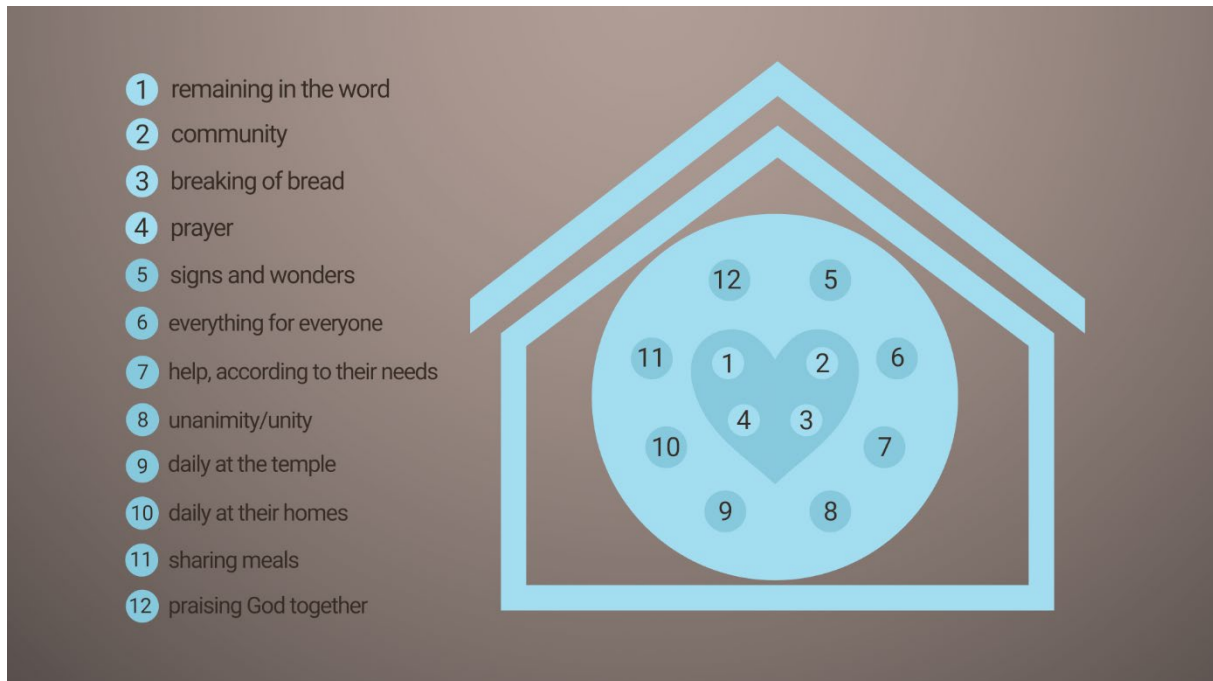 1 remaining in the word
2 community
3 breaking of bread
4 prayer
5 signs and wonders
6 everything for everyone
7 help, according to their needs
8 unanimity/unity
9 daily at the temple
10 daily at their homes
11 sharing meals
12 praising God together
12 5
11 1 2 6
4 3
10 7
9 8